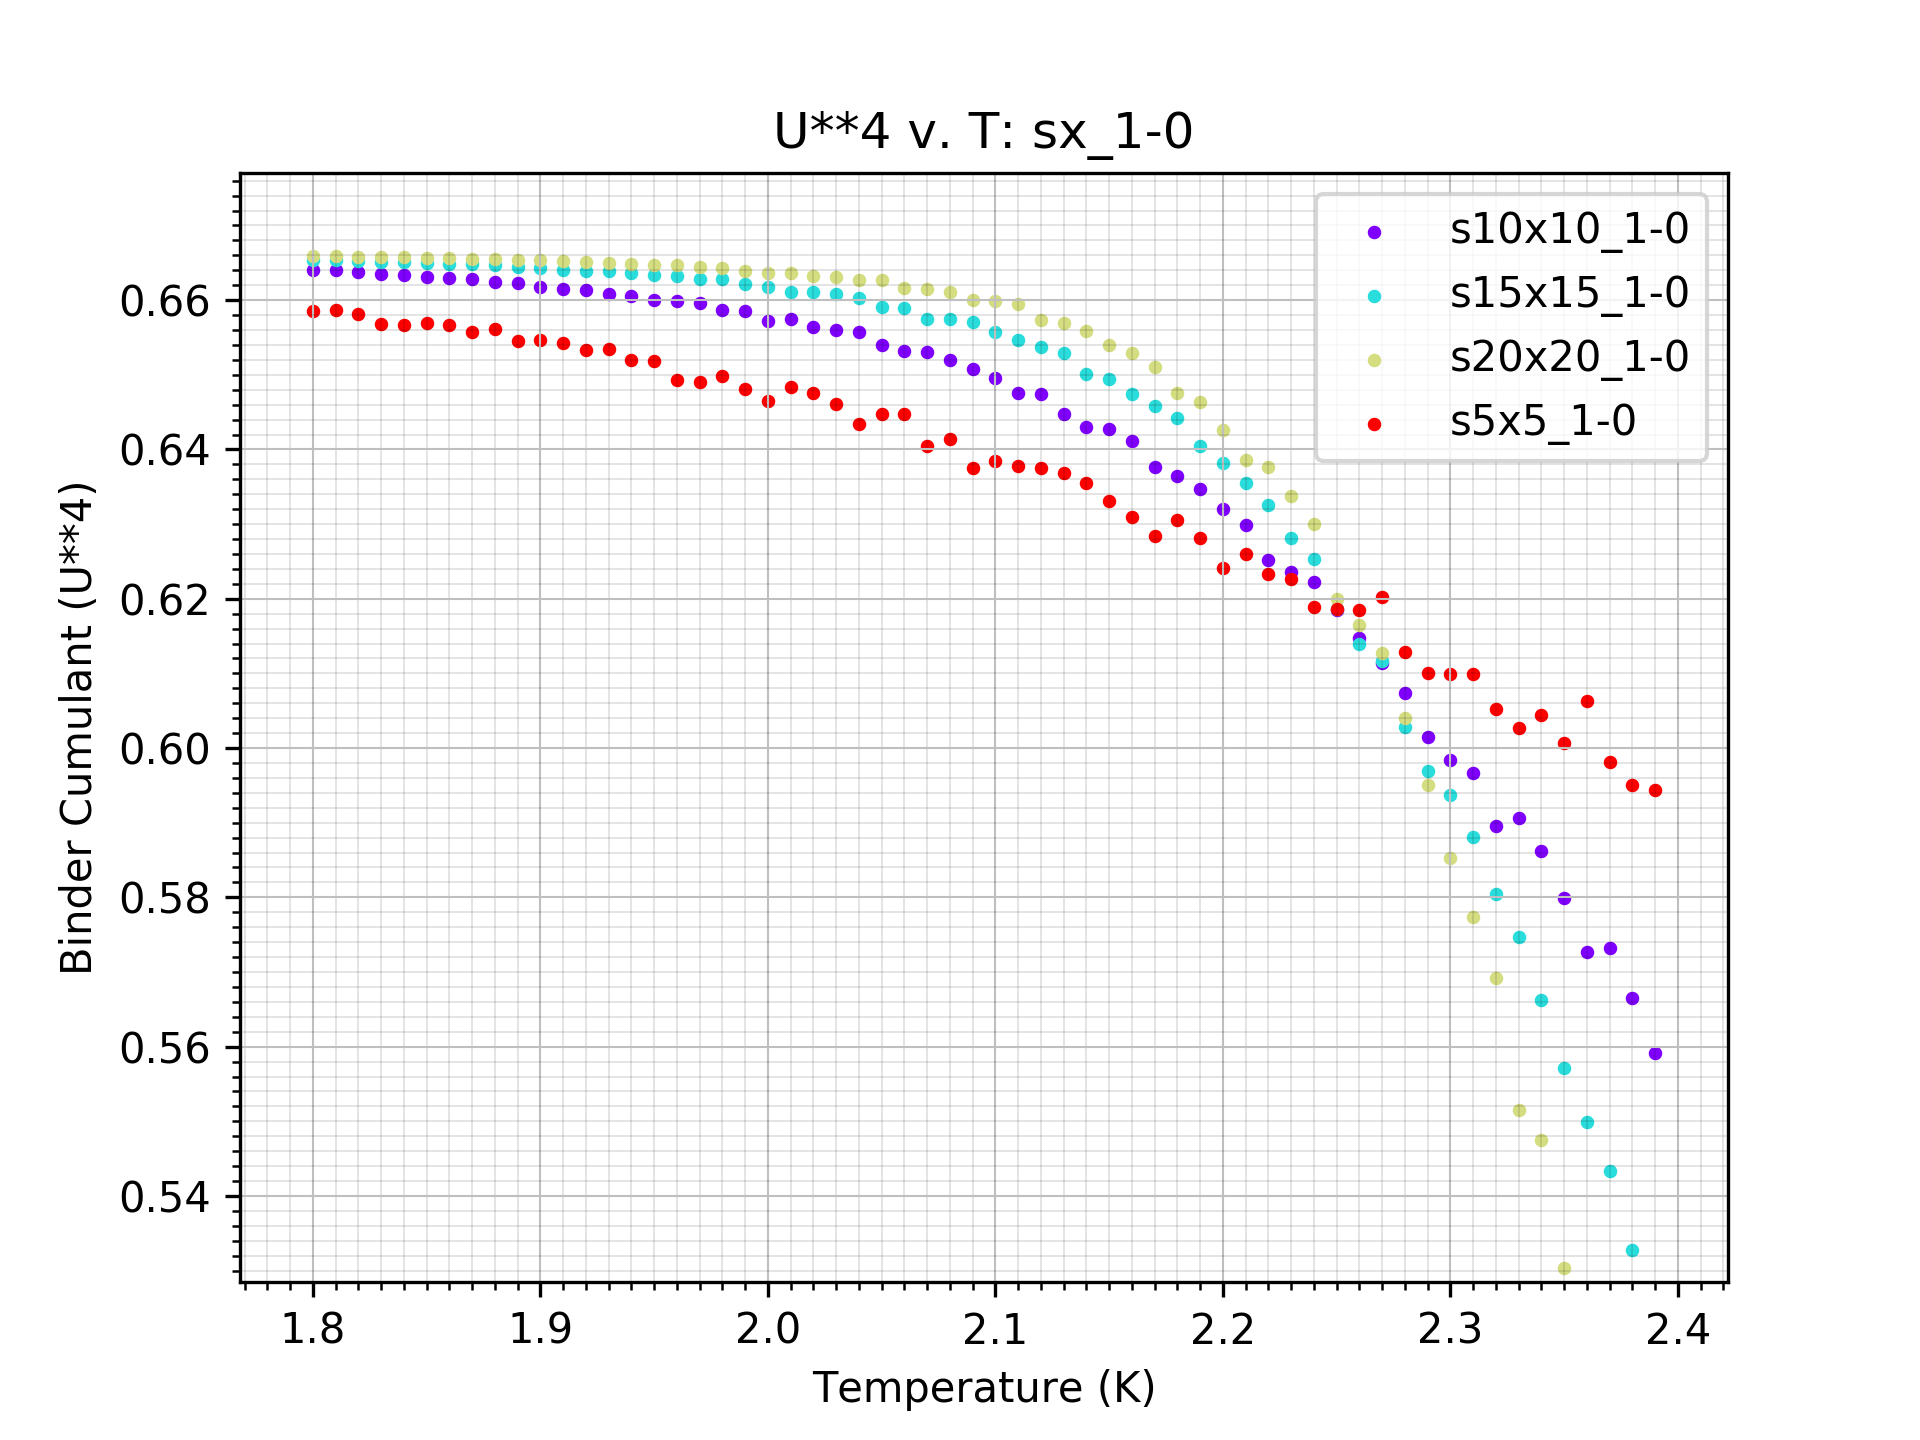 U**4 v. T: sx_1-0
s10x10_1-0
s15x15_1-0
s20x20_1-0
s5x5_1-0
Binder Cumulant (U**4)
0.66
0.64
0.62
0.60
0.58
0.56
0.54
1.8 1.9 2.0 2.1 2.2 2.3 2.4
Temperature (K)